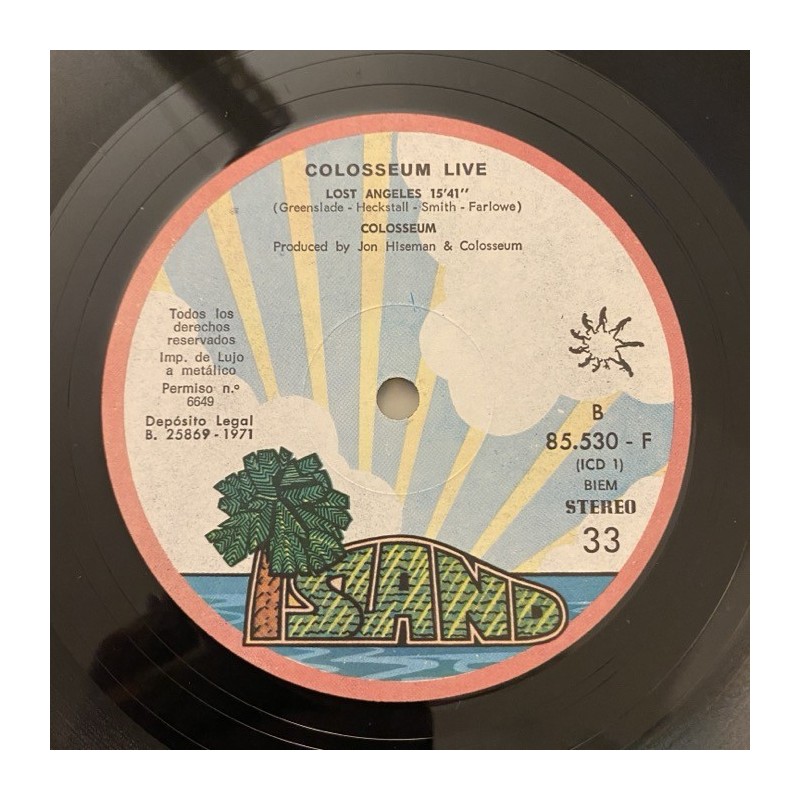 COLOSSEUM LIVE
LOST ANGELES 15'41"
(Greenslade - Heckstall - Smith - Farlowe)
COLOSSEUM
Produced by Jon Hiseman & Colosseum
Todos los
derechos
reservados
Imp. de Lujo
a metálico
Permiso n.º
6649
Depósito Legal
B. 25869 - 1971
B
85.530 - F
(ICD 1)
BIEM
STEREO
33
ISLAND